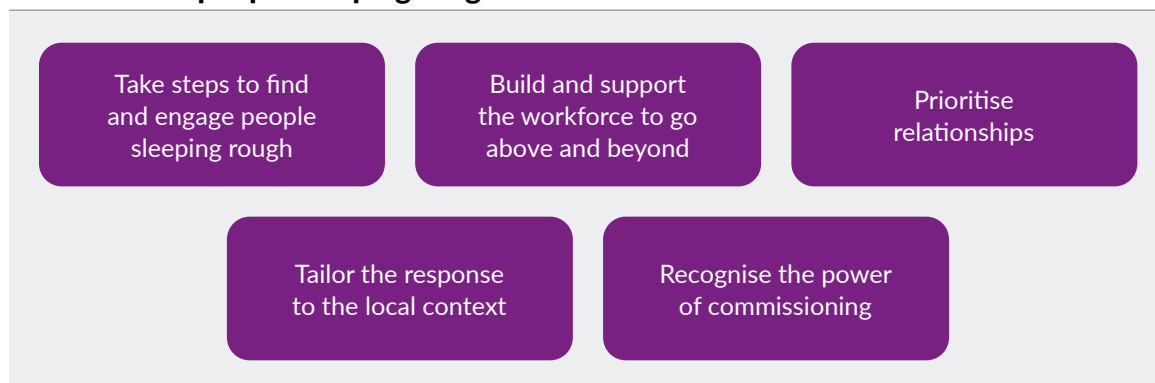 Take steps to find
and engage people
sleeping rough
Build and support
the workforce to go
above and beyond
Prioritise
relationships
Tailor the response
to the local context
Recognise the power
of commissioning